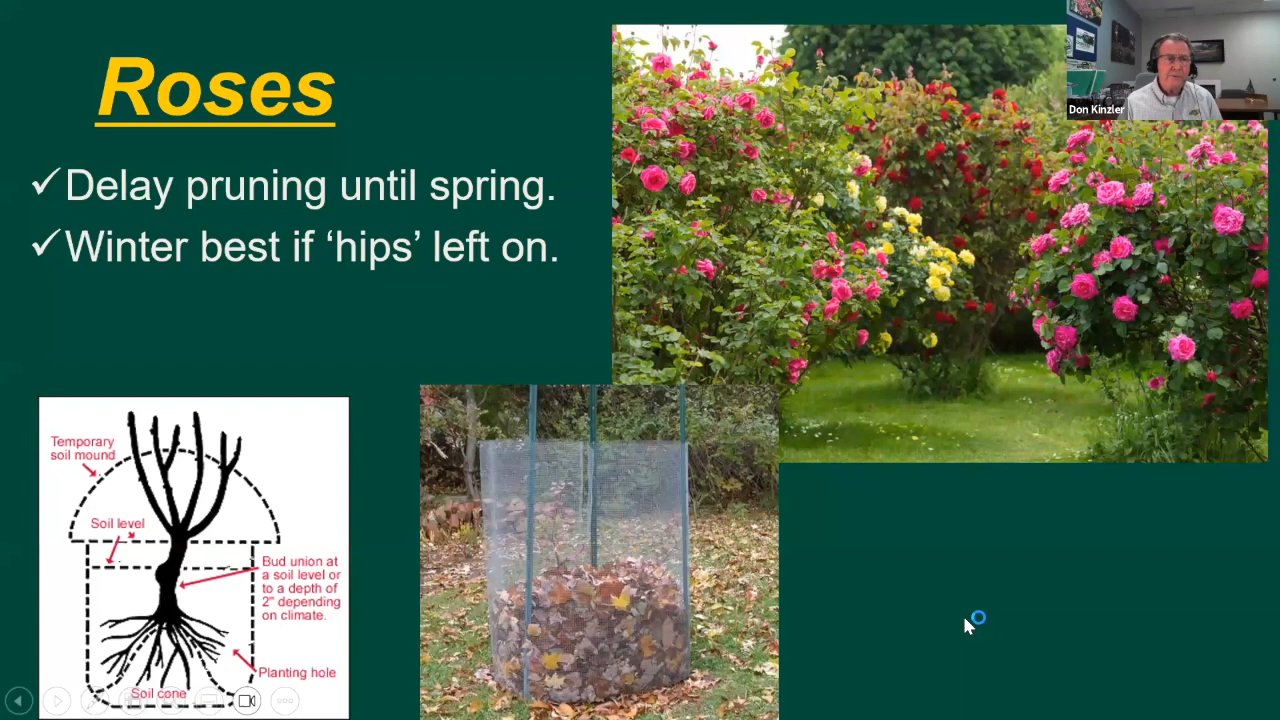 Roses
✓Delay pruning until spring.
✓Winter best if ‘hips’ left on.
Don Kinzler
Temporary
soil mound
Soil level
Bud union at
a soil level or
to a depth of
2" depending
on climate.
Planting hole
Soil cone